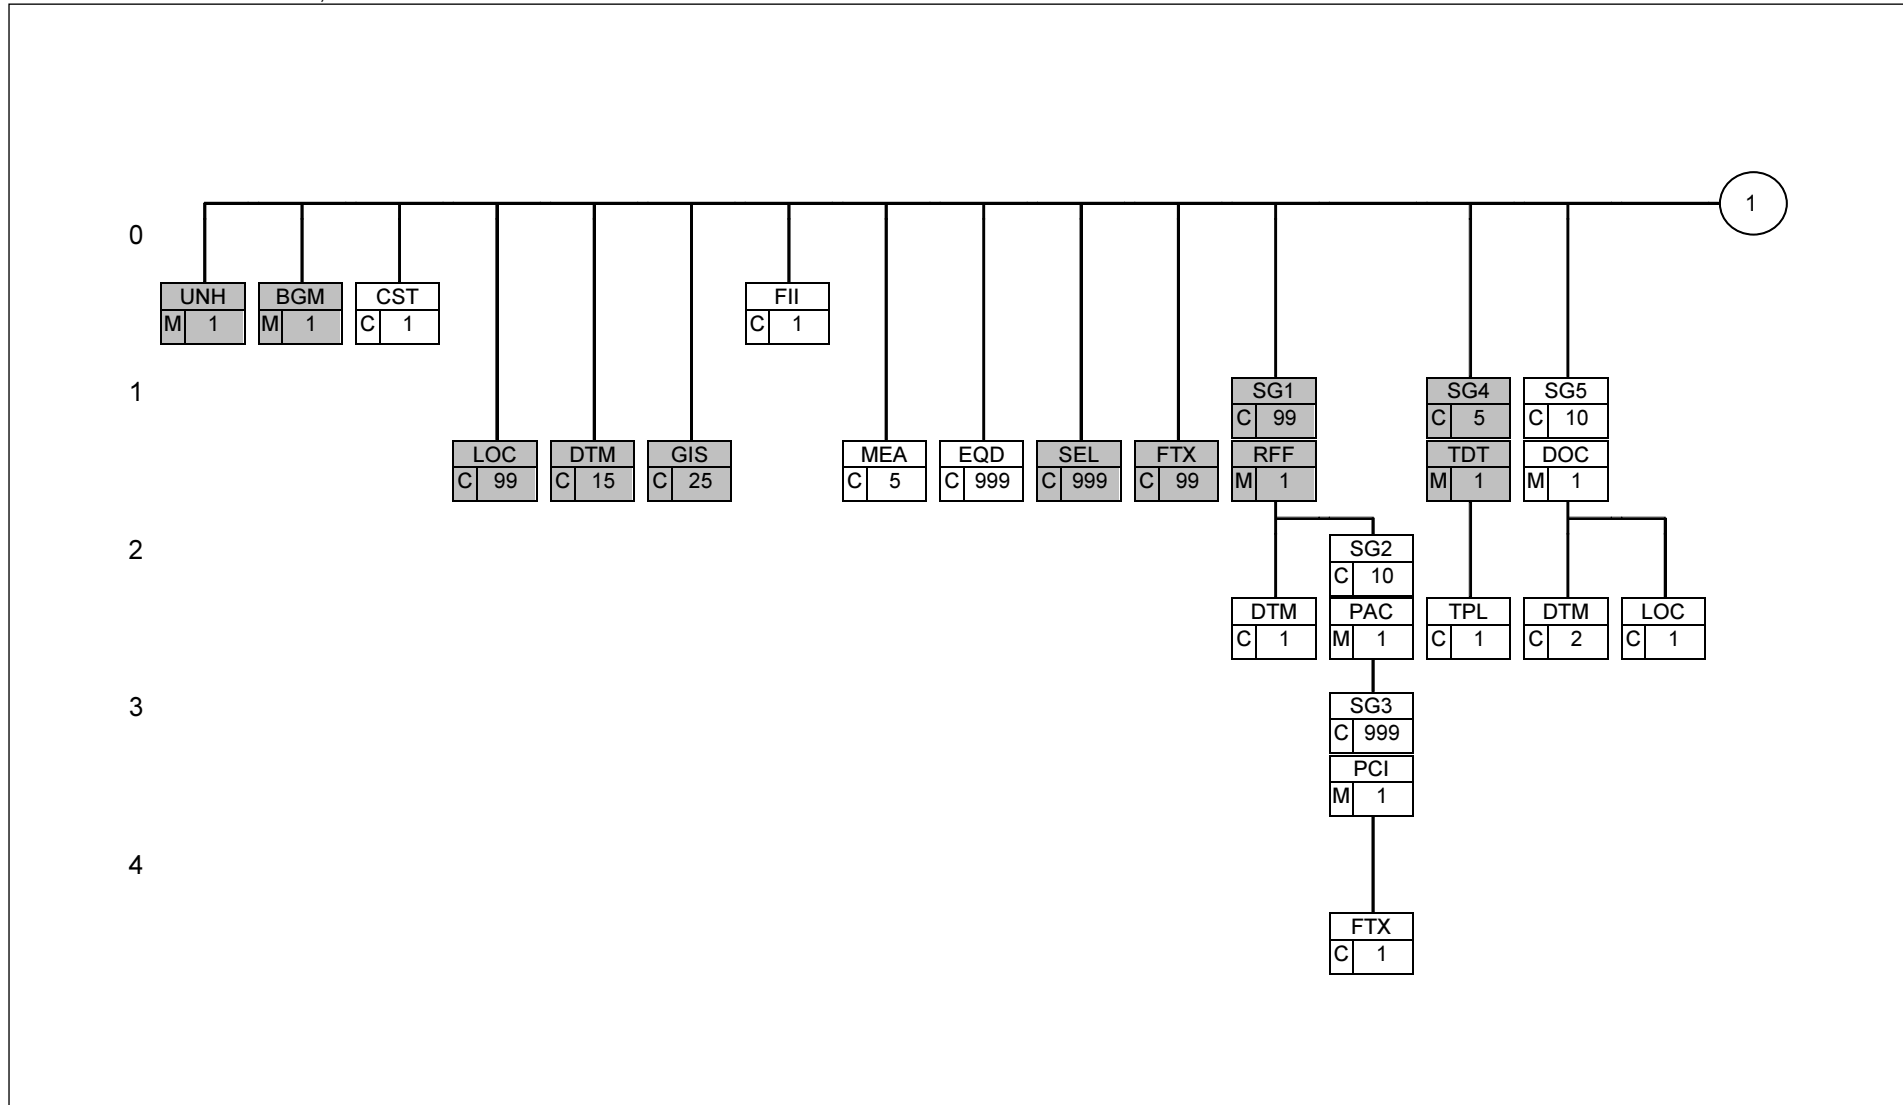 1
0
UNH BGM CST FII
M 1 M 1 C 1 C 1
1
SG1 SG4 SG5
C 99 C 5 C 10
LOC DTM GIS MEA EQD SEL FTX RFF TDT DOC
C 99 C 15 C 25 C 5 C 999 C 999 C 99 M 1 M 1 M 1
2
SG2
C 10
DTM PAC TPL DTM LOC
C 1 M 1 C 1 C 2 C 1
3
SG3
C 999
PCI
M 1
4
FTX
C 1